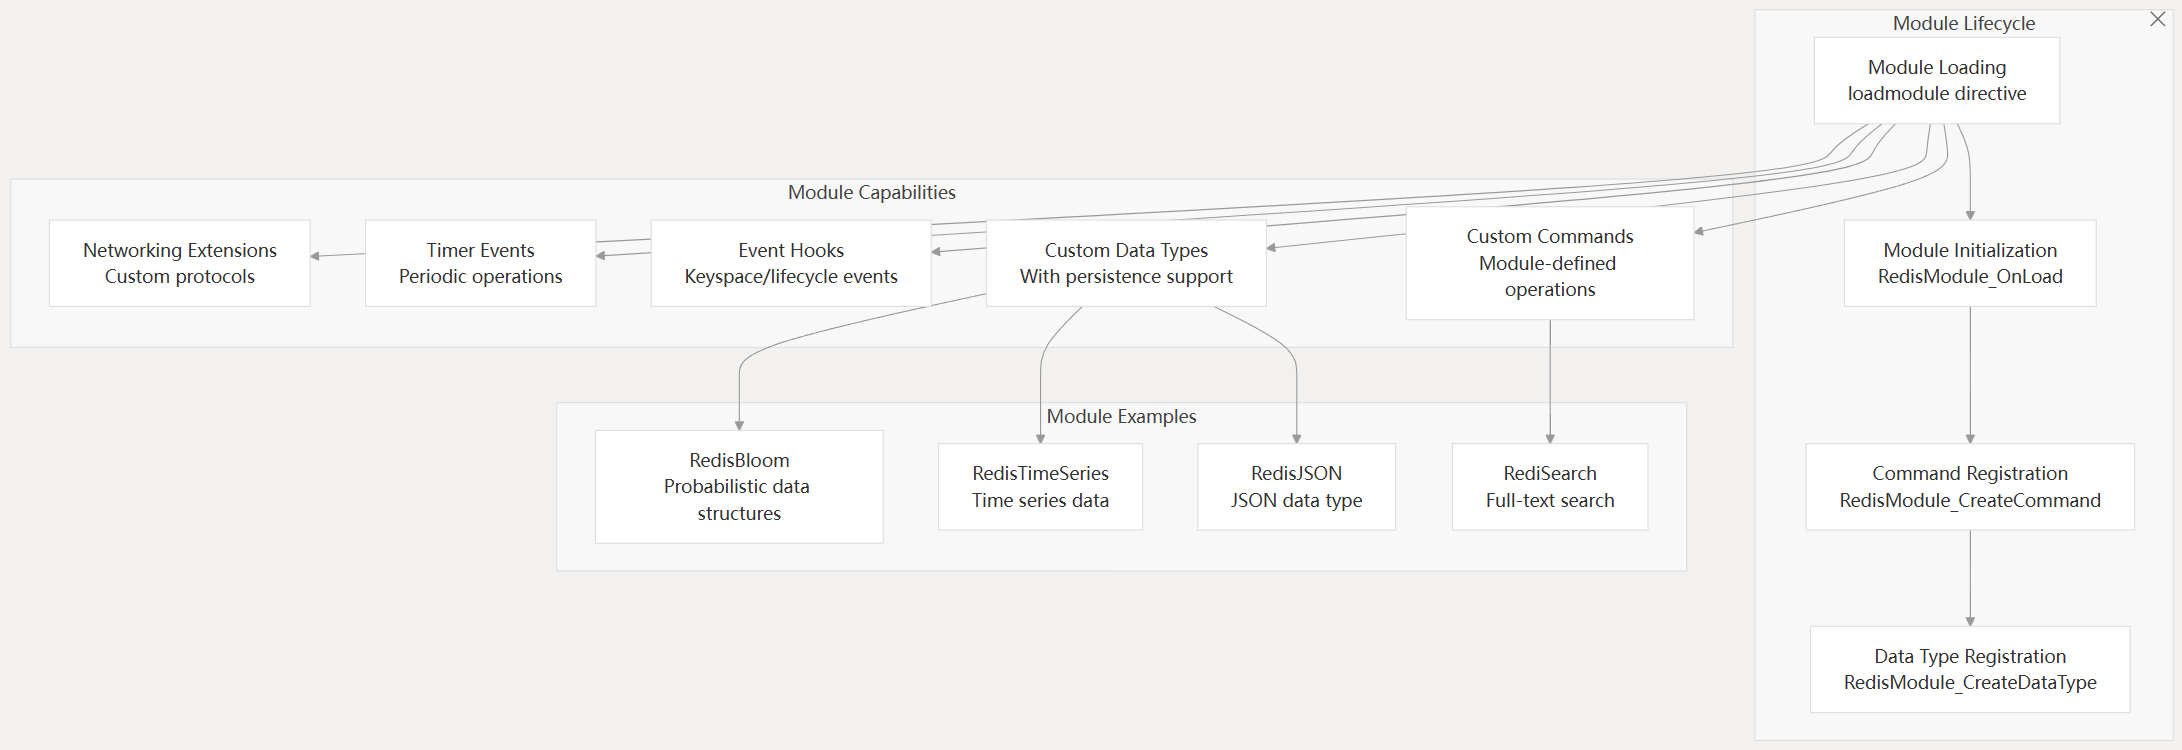 Module Lifecycle
Module Loading
loadmodule directive
Module Capabilities
Networking Extensions
Custom protocols
Timer Events
Periodic operations
Event Hooks
Keyspace/lifecycle events
Custom Data Types
With persistence support
Custom Commands
Module-defined
operations
Module Initialization
RedisModule_OnLoad
Module Examples
RedisBloom
Probabilistic data
structures
RedisTimeSeries
Time series data
RedisJSON
JSON data type
RediSearch
Full-text search
Command Registration
RedisModule_CreateCommand
Data Type Registration
RedisModule_CreateDataType